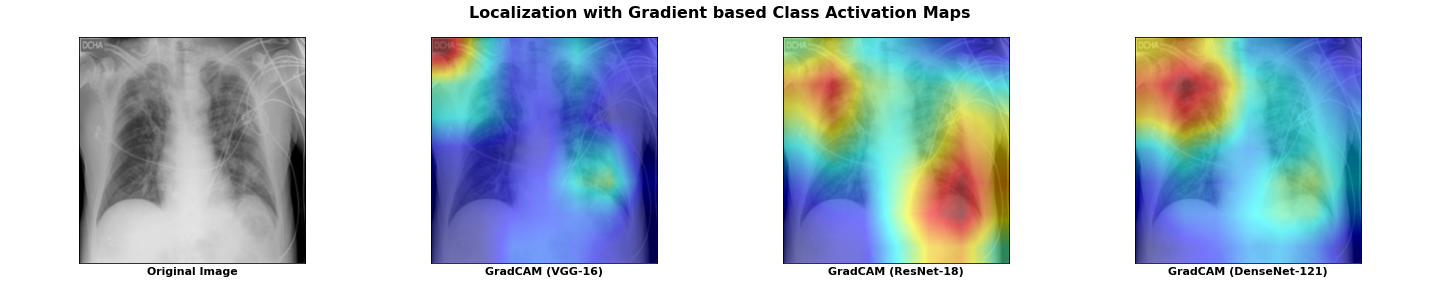 Localization with Gradient based Class Activation Maps
DCHA
DCHA
DCHA
DCHA
Original Image
GradCAM (VGG-16)
GradCAM (ResNet-18)
GradCAM (DenseNet-121)